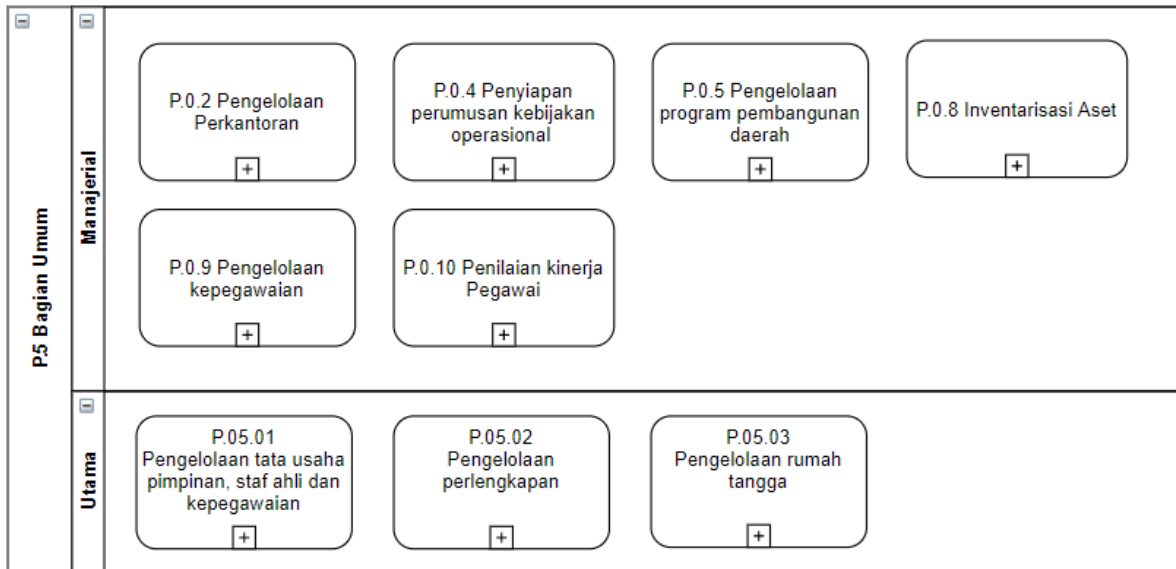 P.5 Bagian Umum
Manajerial
P.0.2 Pengelolaan
Perkantoran
P.0.4 Penyiapan
perumusan kebijakan
operasional
P.0.5 Pengelolaan
program pembangunan
daerah
P.0.8 Inventarisasi Aset
P.0.9 Pengelolaan
kepegawaian
P.0.10 Penilaian kinerja
Pegawai
Utama
P.05.01
Pengelolaan tata usaha
pimpinan, staf ahli dan
kepegawaian
P.05.02
Pengelolaan
perlengkapan
P.05.03
Pengelolaan rumah
tangga